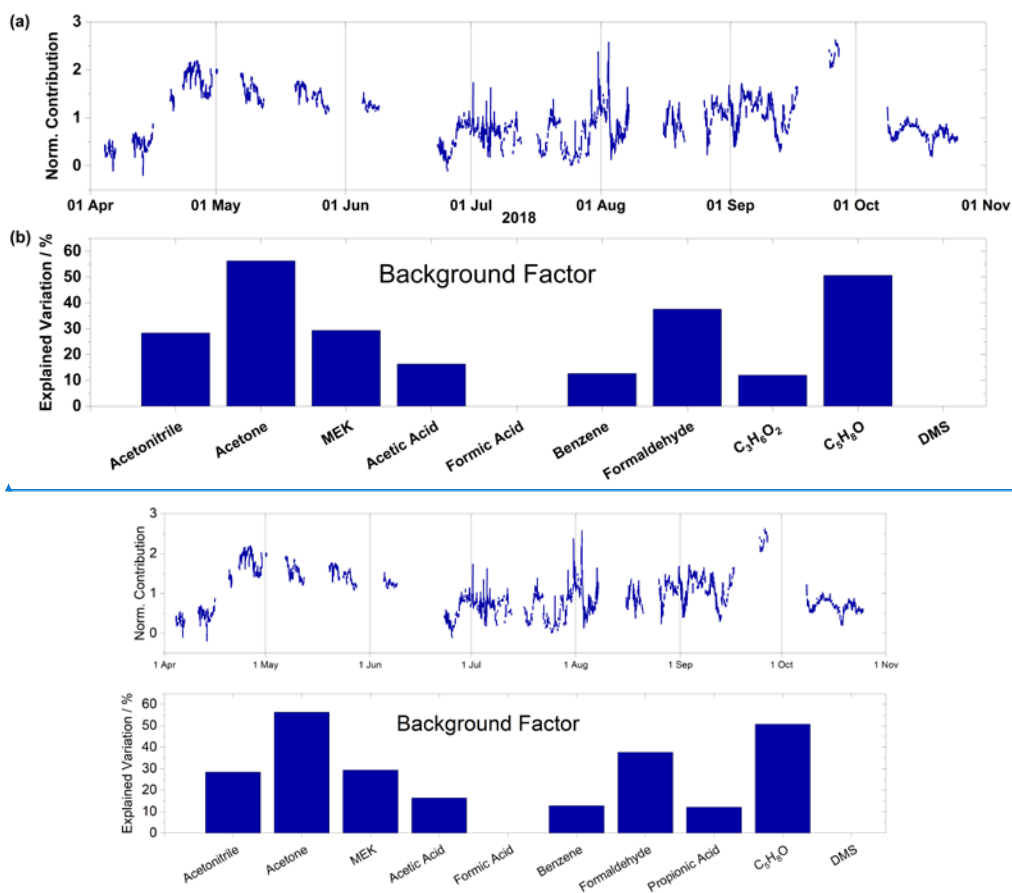 (a)
Norm. Contribution
3
2
1
0
01 Apr 01 May 01 Jun 01 Jul 01 Aug 01 Sep 01 Oct 01 Nov
2018
(b)
Explained Variation / %
60
50
40
30
20
10
0
Background Factor
Acetonitrile Acetone MEK Acetic Acid Formic Acid Benzene Formaldehyde C₃H₆O₂ C₅H₈O DMS
Norm. Contribution
3
2
1
0
1 Apr 1 May 1 Jun 1 Jul 1 Aug 1 Sep 1 Oct 1 Nov
Explained Variation / %
60
50
40
30
20
10
0
Background Factor
Acetonitrile Acetone MEK Acetic Acid Formic Acid Benzene Formaldehyde Propionic Acid C₅H₈O DMS